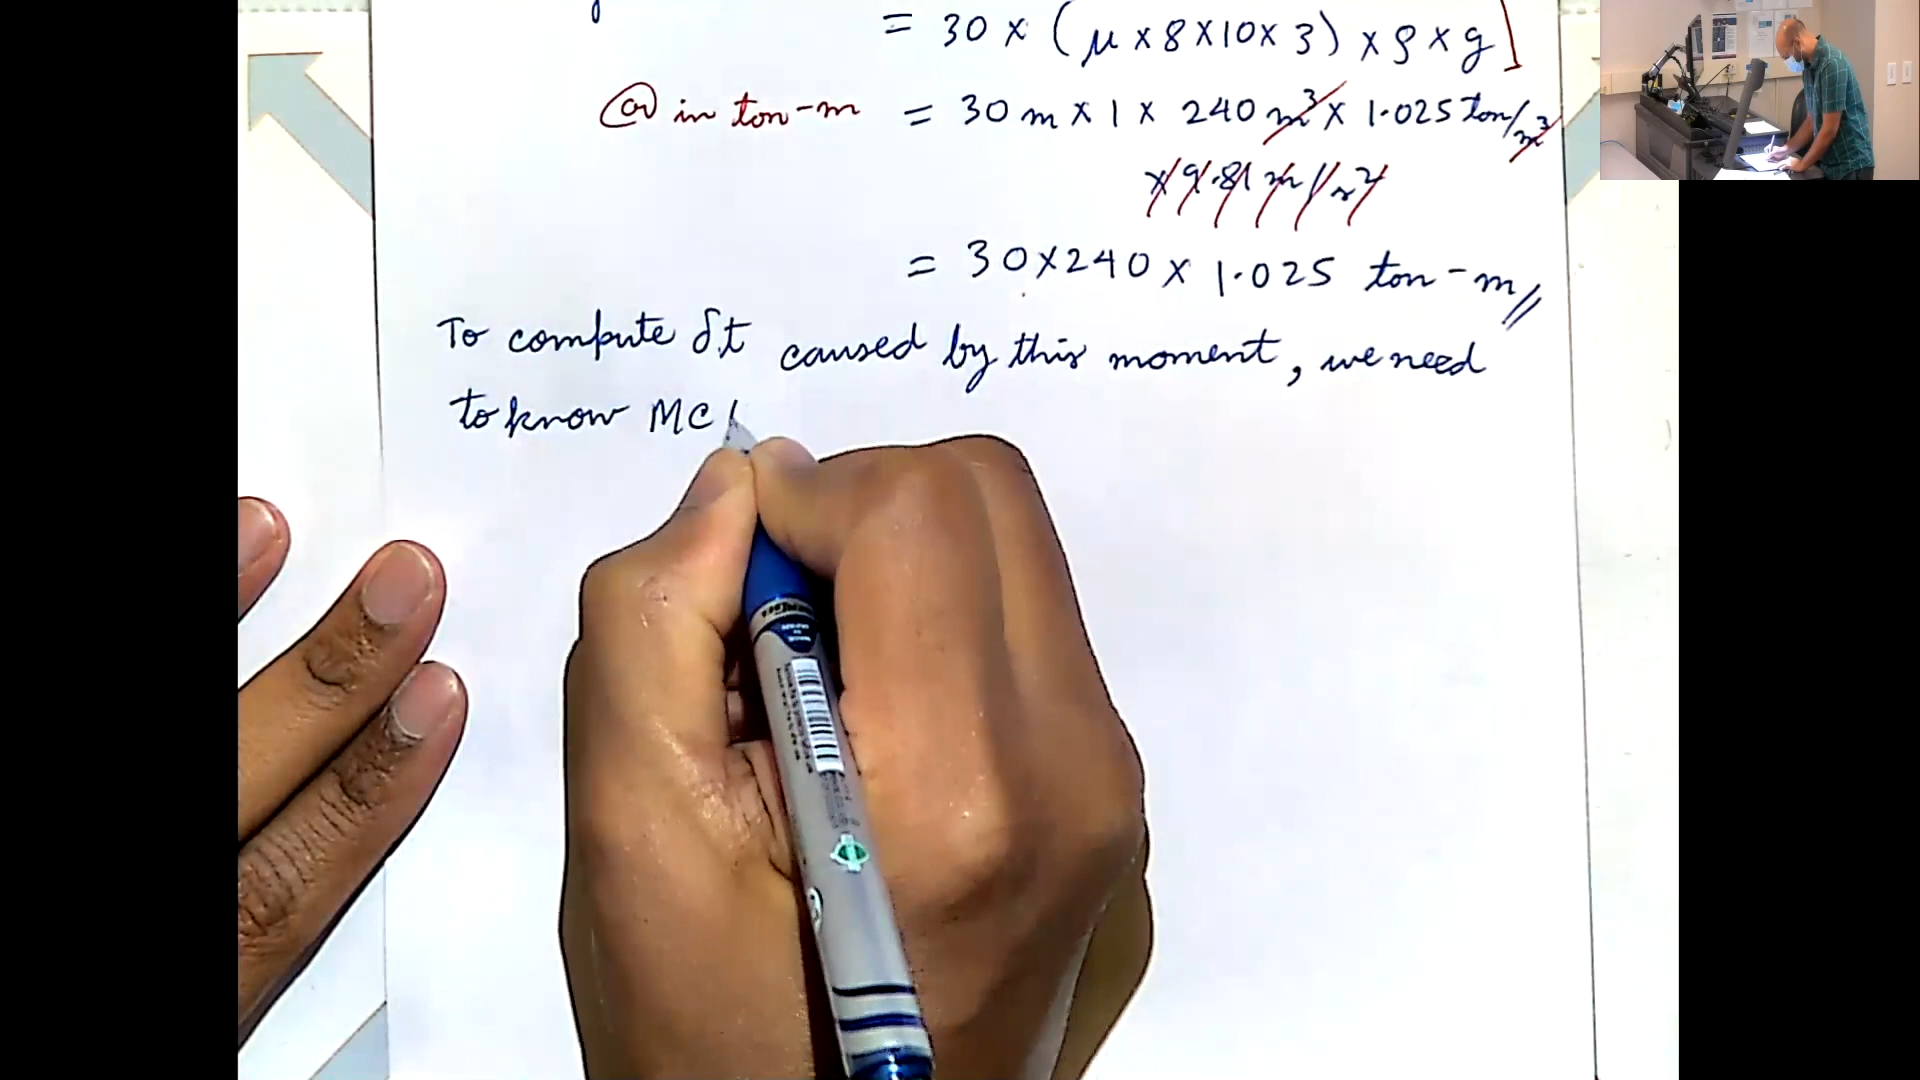 = 30 x (μ x 8 x 10 x 3) x ρ x g]
(or) in ton-m = 30 m x 1 x 240 m³ x 1.025 ton/m³
x 9.81 m/s²
= 30 x 240 x 1.025 ton-m //
To compute δt caused by this moment, we need
to know MC